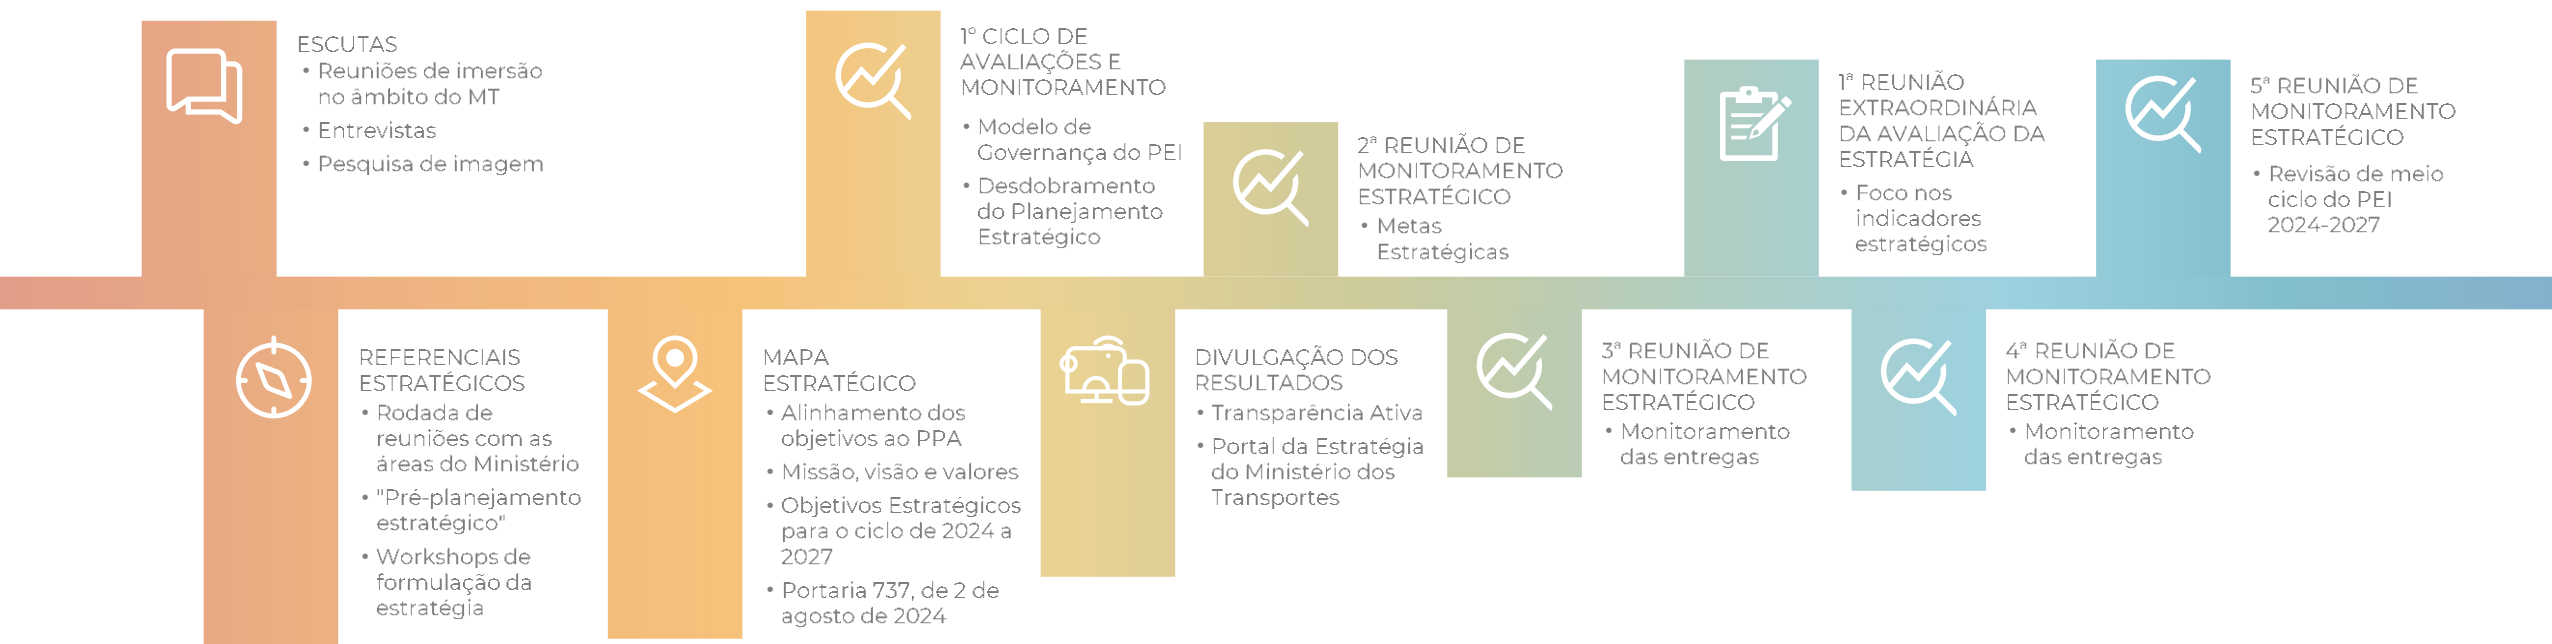 ESCUTAS
• Reuniões de imersão
no âmbito do MT
• Entrevistas
• Pesquisa de imagem
REFERENCIAIS
ESTRATÉGICOS
• Rodada de
reuniões com as
áreas do Ministério
• "Pré-planejamento
estratégico"
• Workshops de
formulação da
estratégia
MAPA
ESTRATÉGICO
• Alinhamento dos
objetivos ao PPA
• Missão, visão e valores
• Objetivos Estratégicos
para o ciclo de 2024 a
2027
• Portaria 737, de 2 de
agosto de 2024
1º CICLO DE
AVALIAÇÕES E
MONITORAMENTO
• Modelo de
Governança do PEI
• Desdobramento
do Planejamento
Estratégico
DIVULGAÇÃO DOS
RESULTADOS
• Transparência Ativa
• Portal da Estratégia
do Ministério dos
Transportes
2ª REUNIÃO DE
MONITORAMENTO
ESTRATÉGICO
• Metas
Estratégicas
3ª REUNIÃO DE
MONITORAMENTO
ESTRATÉGICO
• Monitoramento
das entregas
1ª REUNIÃO
EXTRAORDINÁRIA
DA AVALIAÇÃO DA
ESTRATÉGIA
• Foco nos
indicadores
estratégicos
4ª REUNIÃO DE
MONITORAMENTO
ESTRATÉGICO
• Monitoramento
das entregas
5ª REUNIÃO DE
MONITORAMENTO
ESTRATÉGICO
• Revisão de meio
ciclo do PEI
2024-2027